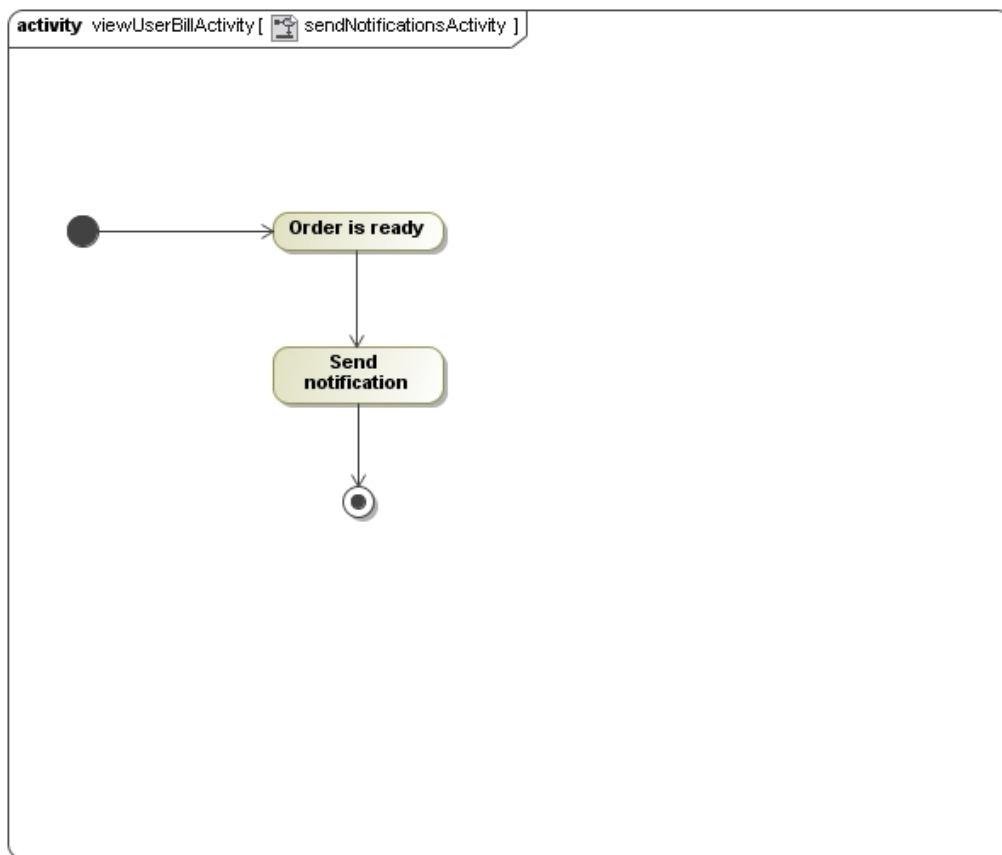 activity viewUserBillActivity [ sendNotificationsActivity ]
Order is ready
Send
notification